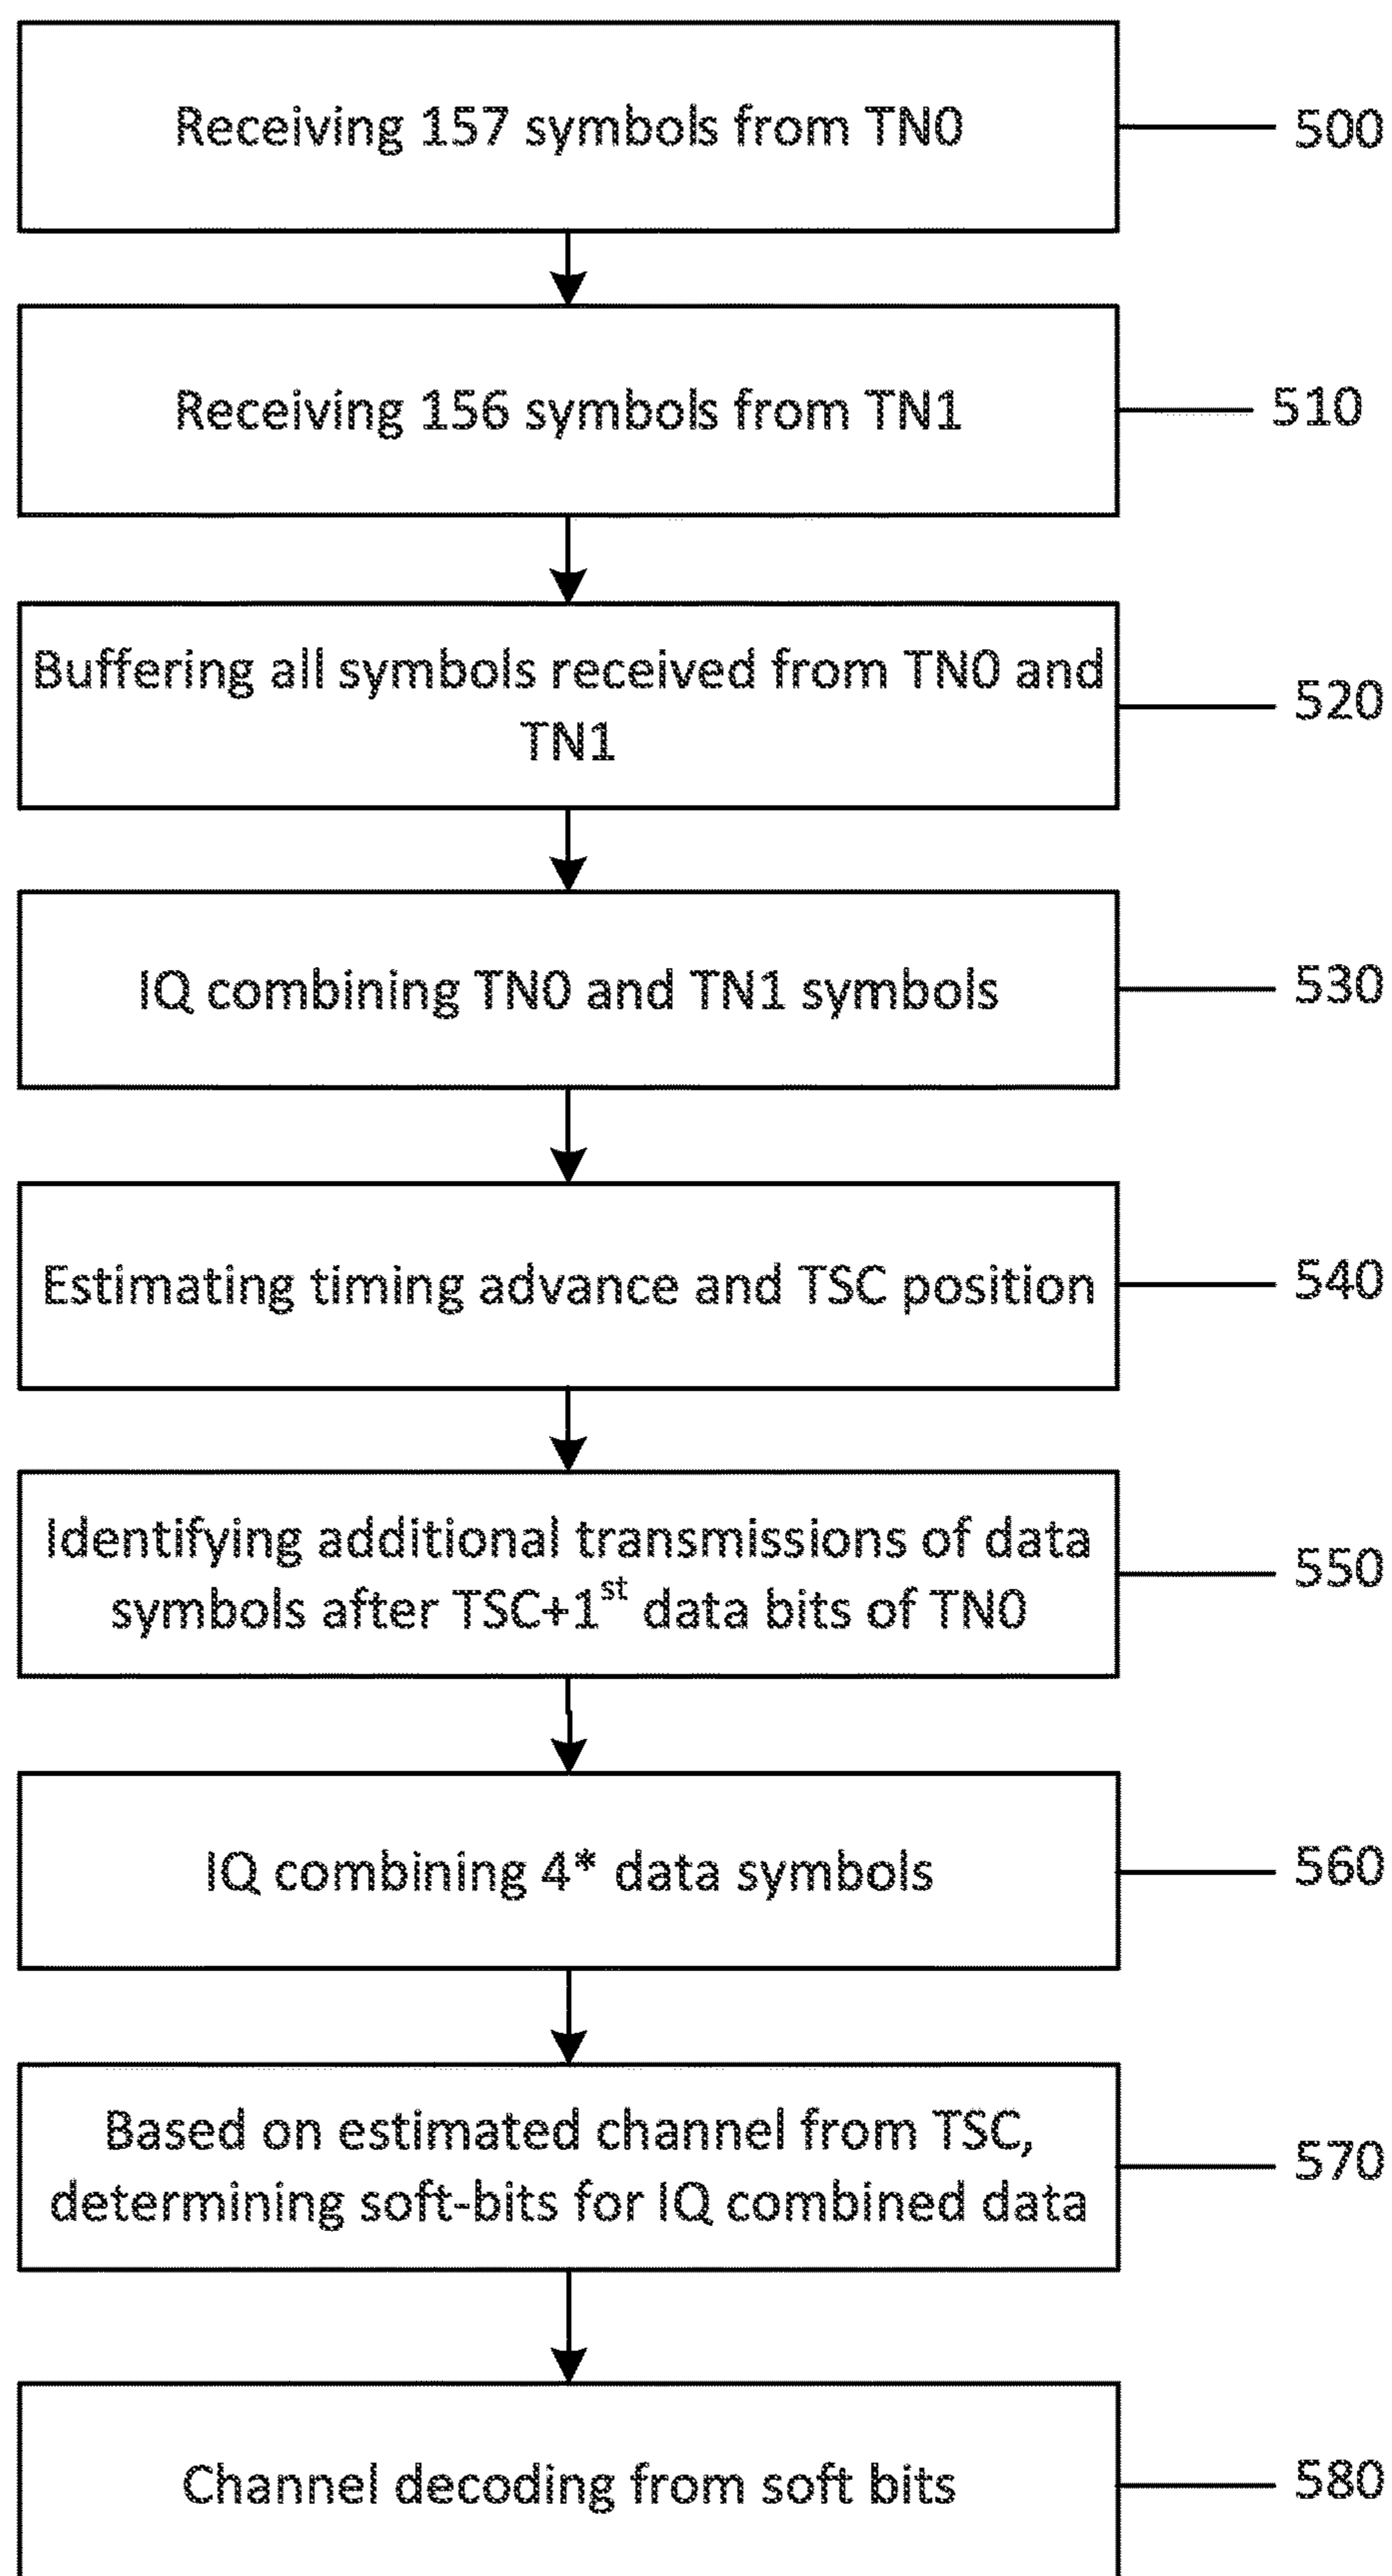 Receiving 157 symbols from TN0
500
Receiving 156 symbols from TN1
510
Buffering all symbols received from TN0 and
TN1
520
IQ combining TN0 and TN1 symbols
530
Estimating timing advance and TSC position
540
Identifying additional transmissions of data
symbols after TSC+1st data bits of TN0
550
IQ combining 4* data symbols
560
Based on estimated channel from TSC,
determining soft-bits for IQ combined data
570
Channel decoding from soft bits
580